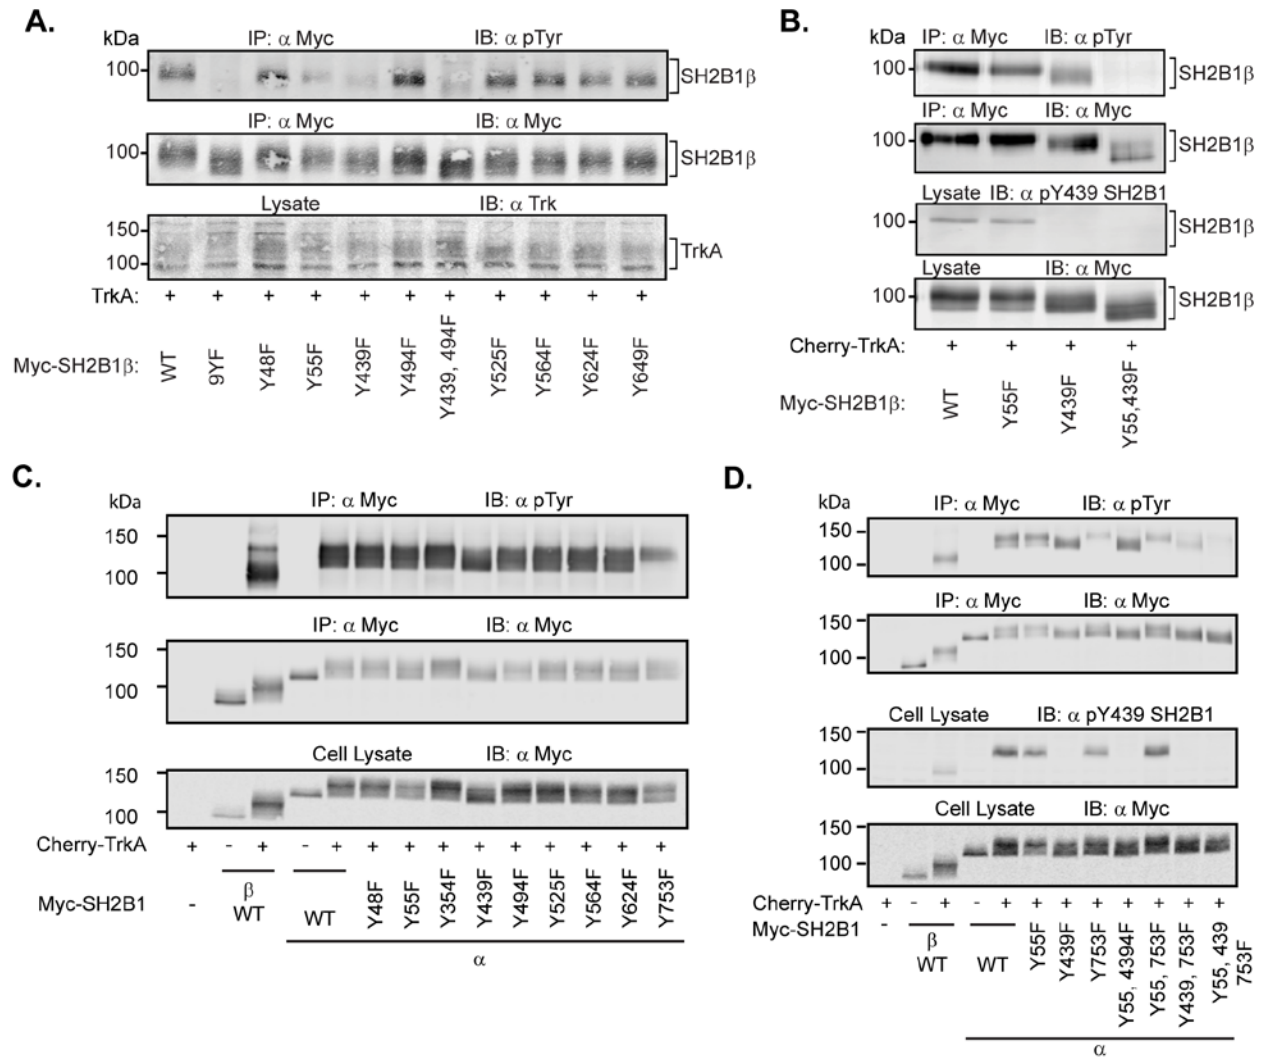 A.
kDa
IP: α Myc IB: α pTyr
100
SH2B1β
IP: α Myc IB: α Myc
100
SH2B1β
Lysate IB: α Trk
150
100
TrkA
TrkA: + + + + + + + + + + +
Myc-SH2B1β: WT 9YF Y48F Y55F Y439F Y494F Y439, 494F Y525F Y564F Y624F Y649F
B.
kDa IP: α Myc IB: α pTyr
100
SH2B1β
IP: α Myc IB: α Myc
100
SH2B1β
Lysate IB: α pY439 SH2B1
100
SH2B1β
Lysate IB: α Myc
100
SH2B1β
Cherry-TrkA: + + + +
Myc-SH2B1β: WT Y55F Y439F Y55,439F
C.
kDa
IP: α Myc IB: α pTyr
150
100
IP: α Myc IB: α Myc
150
100
Cell Lysate IB: α Myc
150
100
Cherry-TrkA + - + - + + + + + + + + + +
Myc-SH2B1 - β WT WT Y48F Y55F Y354F Y439F Y494F Y525F Y564F Y624F Y753F
α
D.
kDa
IP: α Myc IB: α pTyr
150
100
IP: α Myc IB: α Myc
150
100
Cell Lysate IB: α pY439 SH2B1
150
100
Cell Lysate IB: α Myc
150
100
Cherry-TrkA + - + - + + + + + + + +
Myc-SH2B1 - β WT WT Y55F Y439F Y753F Y55, 4394F Y55, 753F Y439, 753F Y55, 439 753F
α